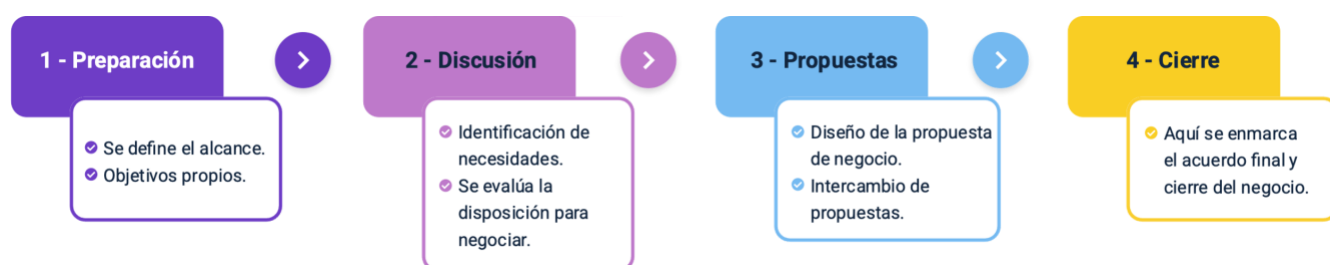 1 - Preparación
Se define el alcance.
Objetivos propios.
2 - Discusión
Identificación de
necesidades.
Se evalúa la
disposición para
negociar.
3 - Propuestas
Diseño de la propuesta
de negocio.
Intercambio de
propuestas.
4 - Cierre
Aquí se enmarca
el acuerdo final y
cierre del negocio.